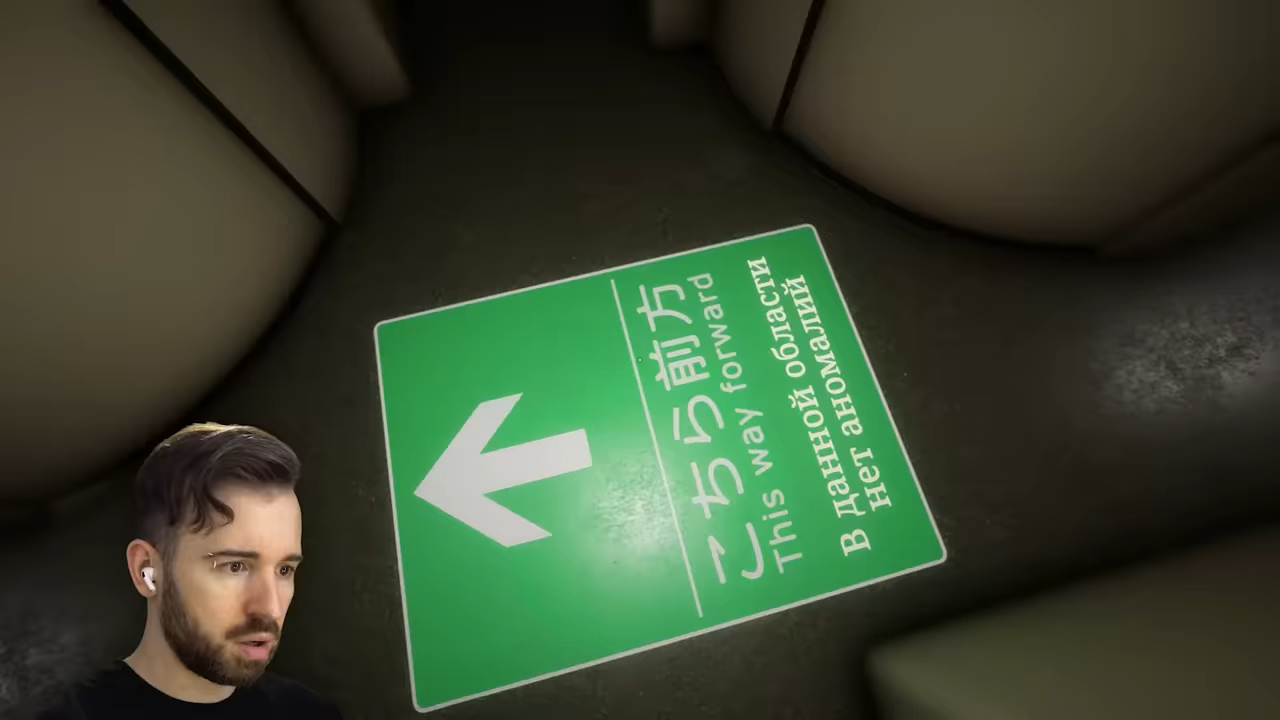 こちら前方
This way forward
В данной области
нет аномалий